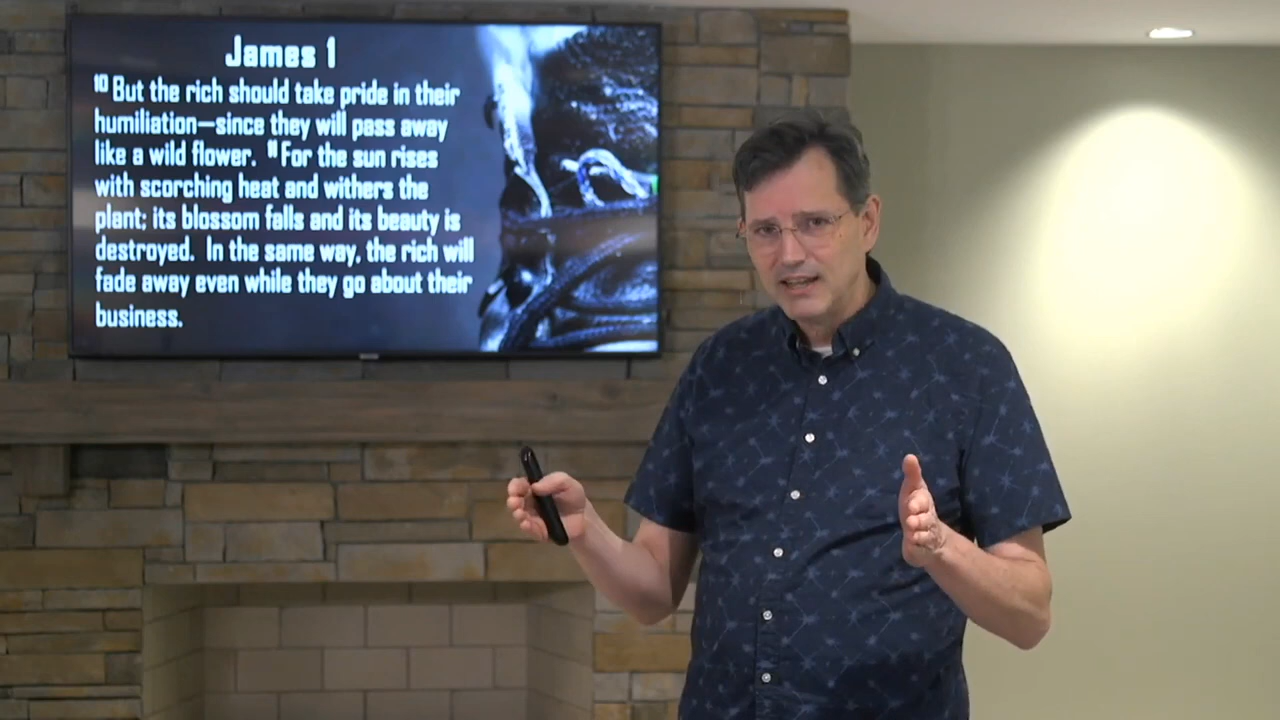 James 1
10 But the rich should take pride in their
humiliation—since they will pass away
like a wild flower. 11 For the sun rises
with scorching heat and withers the
plant; its blossom falls and its beauty is
destroyed. In the same way, the rich will
fade away even while they go about their
business.